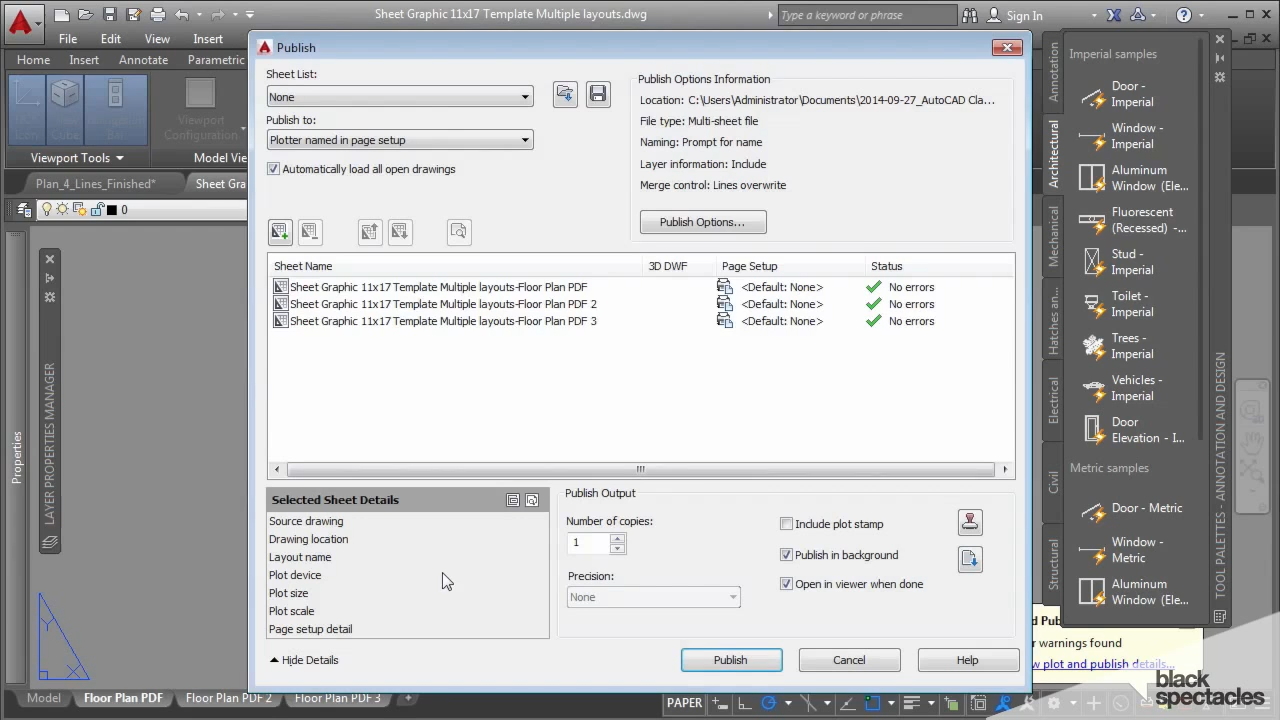 Sheet Graphic 11x17 Template Multiple layouts.dwg
Type a keyword or phrase
Sign In
File Edit View Insert
Home Insert Annotate Parametric
Viewport Configuration
Viewport Tools
Model View
Plan_4_Lines_Finished*
Sheet Gra
0
Properties
LAYER PROPERTIES MANAGER
Publish
Sheet List:
None
Publish to:
Plotter named in page setup
Automatically load all open drawings
Publish Options Information
Location: C:\Users\Administrator\Documents\2014-09-27_AutoCAD Cla...
File type: Multi-sheet file
Naming: Prompt for name
Layer information: Include
Merge control: Lines overwrite
Publish Options...
Sheet Name 3D DWF Page Setup Status
Sheet Graphic 11x17 Template Multiple layouts-Floor Plan PDF <Default: None> No errors
Sheet Graphic 11x17 Template Multiple layouts-Floor Plan PDF 2 <Default: None> No errors
Sheet Graphic 11x17 Template Multiple layouts-Floor Plan PDF 3 <Default: None> No errors
Selected Sheet Details
Source drawing
Drawing location
Layout name
Plot device
Plot size
Plot scale
Page setup detail
Hide Details
Publish Output
Number of copies:
1
Precision:
None
Include plot stamp
Publish in background
Open in viewer when done
Publish
Cancel
Help
Annotation
Architectural
Mechanical
Hatches an...
Electrical
Civil
Structural
Imperial samples
Door - Imperial
Window - Imperial
Aluminum Window (Ele...
Fluorescent (Recessed) -...
Stud - Imperial
Toilet - Imperial
Trees - Imperial
Vehicles - Imperial
Door Elevation - I...
Metric samples
Door - Metric
Window - Metric
Aluminum Window (Ele...
TOOL PALETTES - ANNOTATION AND DESIGN
d Pub
r warnings found
w plot and publish details...
Y
X
Model
Floor Plan PDF
Floor Plan PDF 2
Floor Plan PDF 3
+
PAPER
black
spectacles